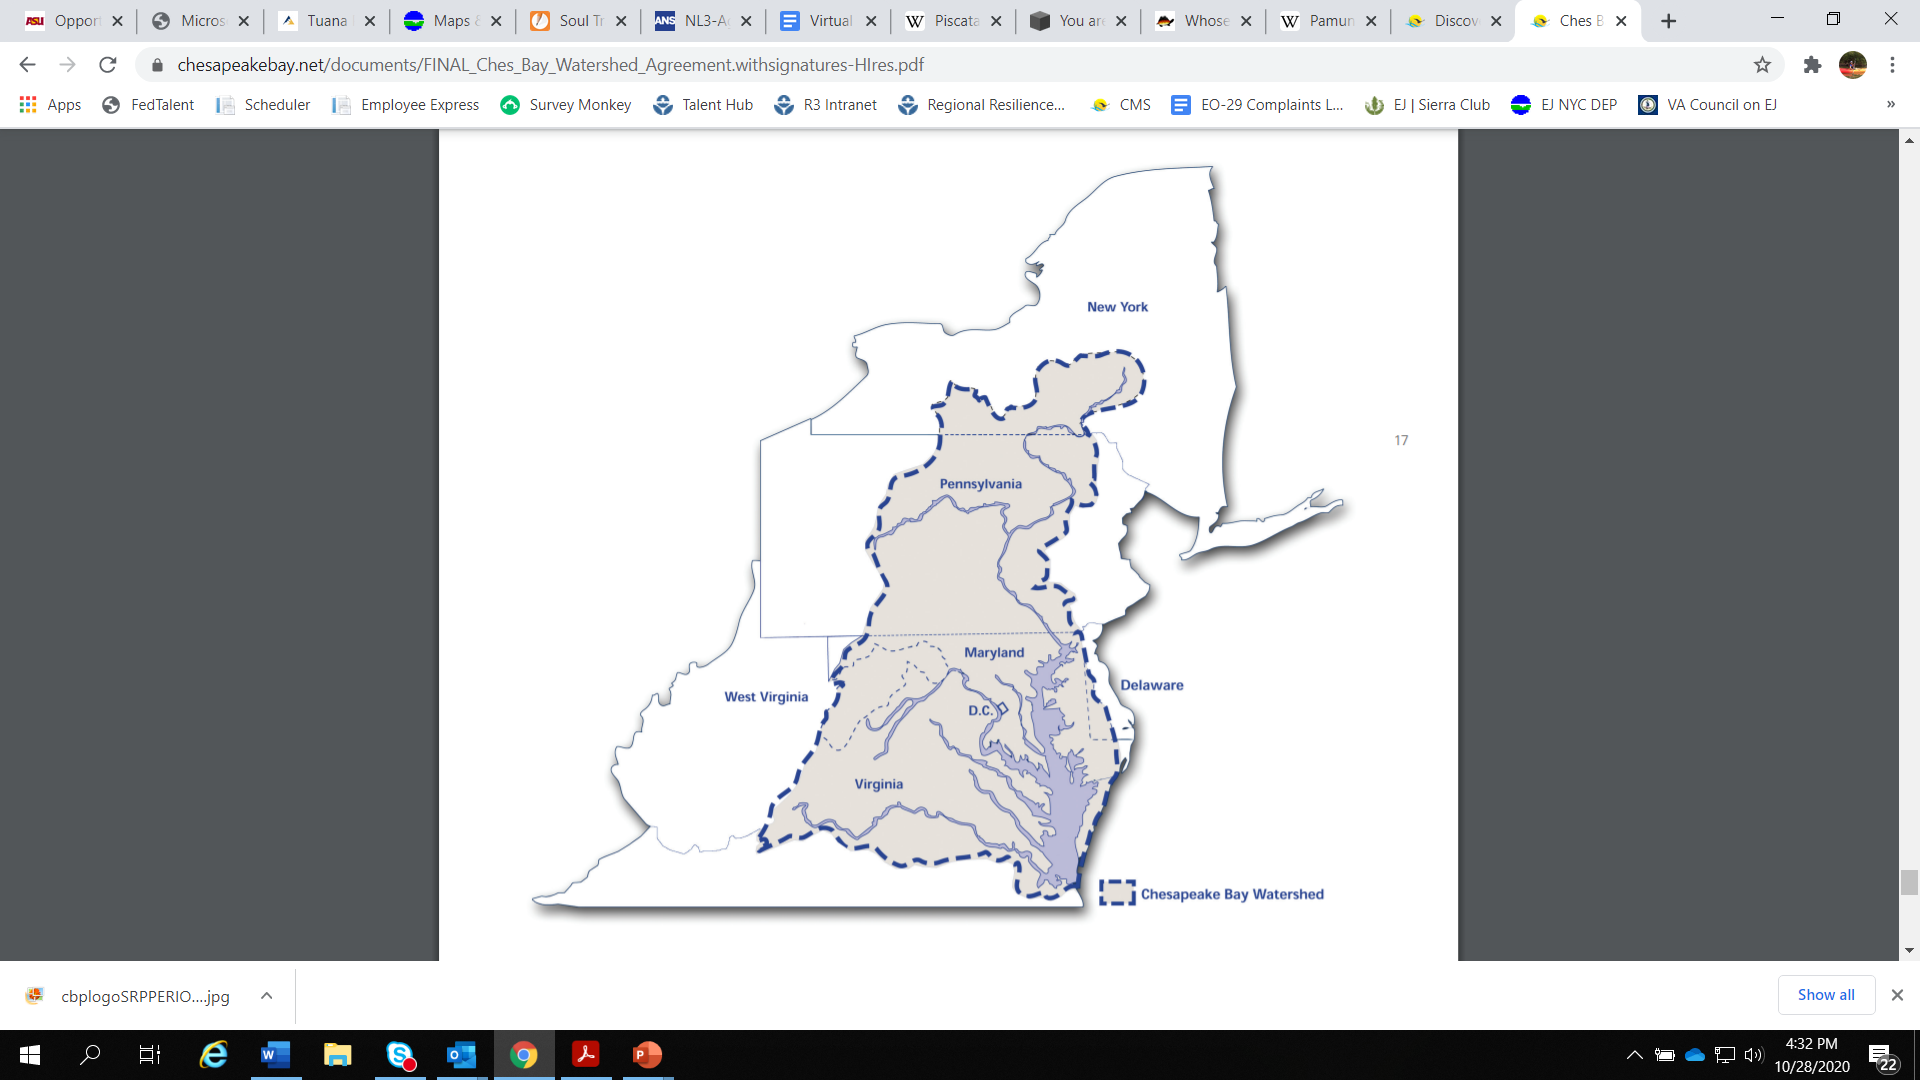 Oppor
Micros
Tuana
Maps &
Soul Tr
ANS NL3-A
Virtual
Piscata
You are
Whose
Pamun
Discov
Ches B
chesapeakebay.net/documents/FINAL_Ches_Bay_Watershed_Agreement.withsignatures-HIres.pdf
Apps FedTalent Scheduler Employee Express Survey Monkey Talent Hub R3 Intranet Regional Resilience... CMS EO-29 Complaints L... EJ | Sierra Club EJ NYC DEP VA Council on EJ »
New York
17
Pennsylvania
Maryland
Delaware
West Virginia
D.C.
Virginia
Chesapeake Bay Watershed
cbplogoSRPPERIO....jpg
Show all
4:32 PM
10/28/2020
22